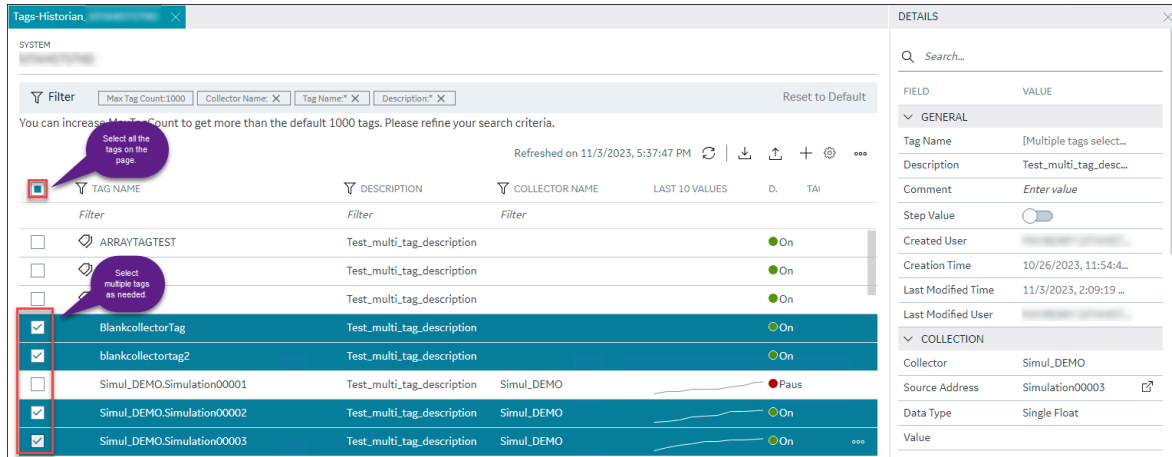 Tags-Historian.
SYSTEM
Filter Max Tag Count:1000 Collector Name: Tag Name:* Description:* Reset to Default
You can increase MaxTagCount to get more than the default 1000 tags. Please refine your search criteria.
Select all the
tags on the
page.
Refreshed on 11/3/2023, 5:37:47 PM
TAG NAME DESCRIPTION COLLECTOR NAME LAST 10 VALUES D. TA
Filter Filter Filter
ARRAYTAGTEST Test_multi_tag_description On
Test_multi_tag_description On
Test_multi_tag_description On
Select
multiple tags
as needed.
BlankcollectorTag Test_multi_tag_description On
blankcollectortag2 Test_multi_tag_description On
Simul_DEMO.Simulation00001 Test_multi_tag_description Simul_DEMO Paus
Simul_DEMO.Simulation00002 Test_multi_tag_description Simul_DEMO On
Simul_DEMO.Simulation00003 Test_multi_tag_description Simul_DEMO On
DETAILS
Search...
FIELD VALUE
GENERAL
Tag Name [Multiple tags select...
Description Test_multi_tag_desc...
Comment Enter value
Step Value
Created User
Creation Time 10/26/2023, 11:54:4...
Last Modified Time 11/3/2023, 2:09:19 ...
Last Modified User
COLLECTION
Collector Simul_DEMO
Source Address Simulation00003
Data Type Single Float
Value